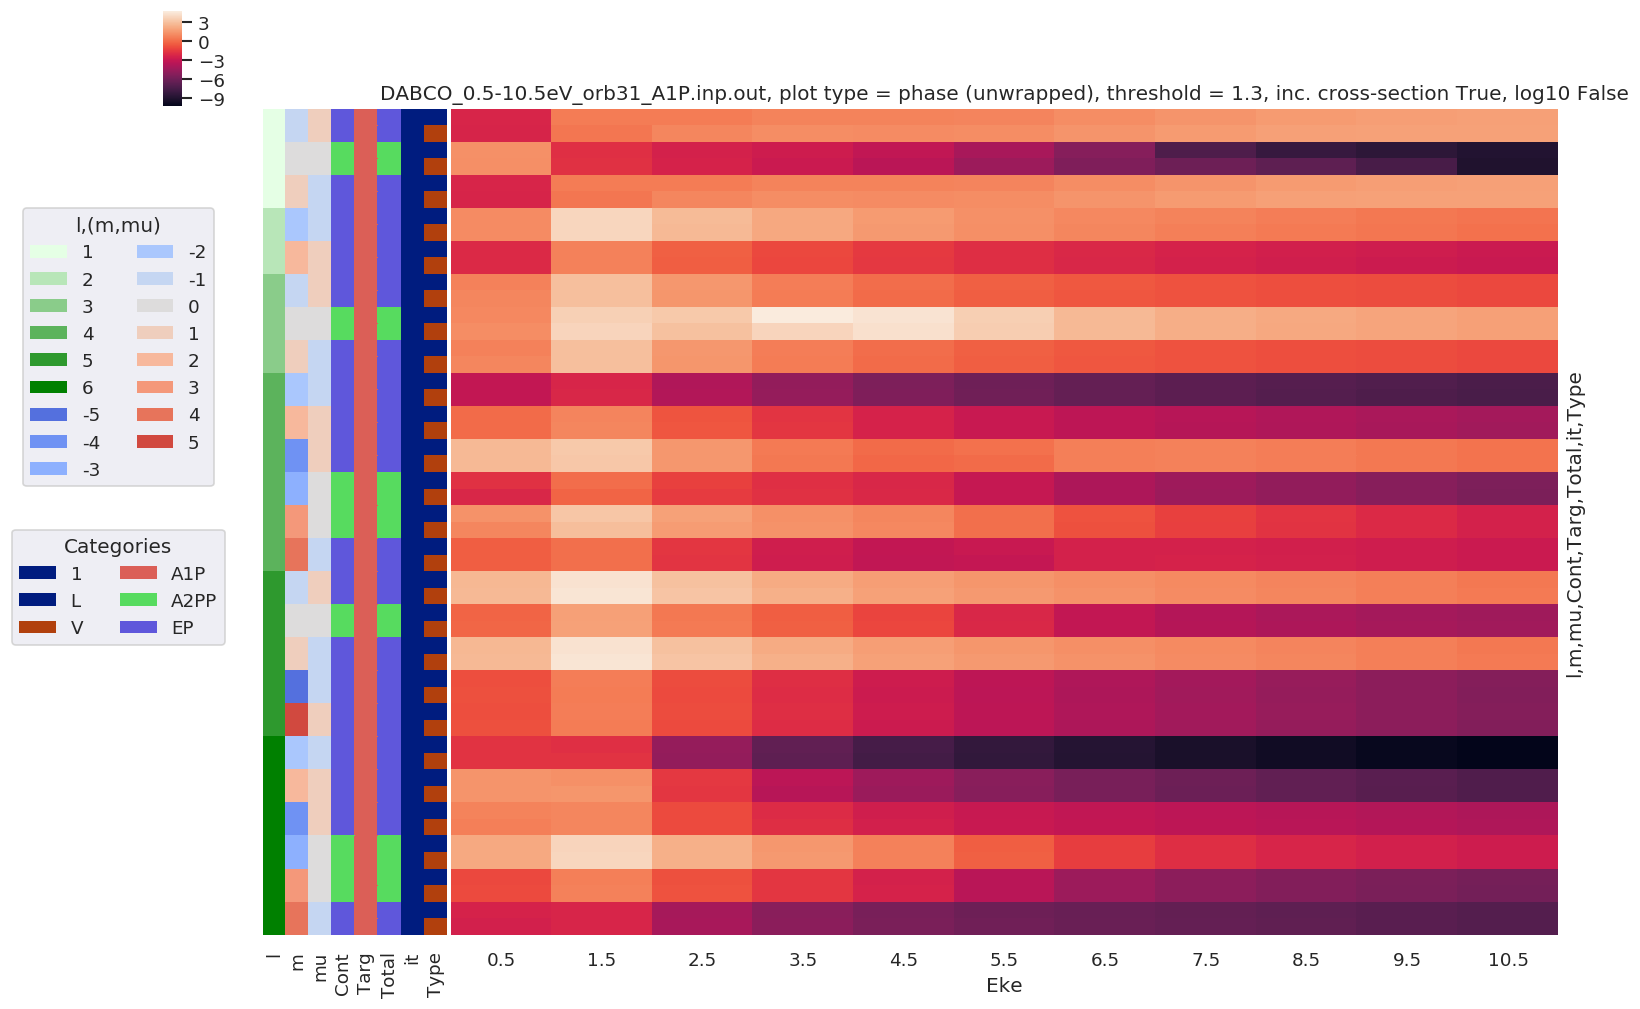 3
0
−3
−6
−9
DABCO_0.5-10.5eV_orb31_A1P.inp.out, plot type = phase (unwrapped), threshold = 1.3, inc. cross-section True, log10 False
l,(m,mu)
1 -2
2 -1
3 0
4 1
5 2
6 3
-5 4
-4 5
-3
Categories
1 A1P
L A2PP
V EP
l,m,mu,Cont,Targ,Total,it,Type
l
m
mu
Cont
Targ
Total
it
Type
0.5 1.5 2.5 3.5 4.5 5.5 6.5 7.5 8.5 9.5 10.5
Eke